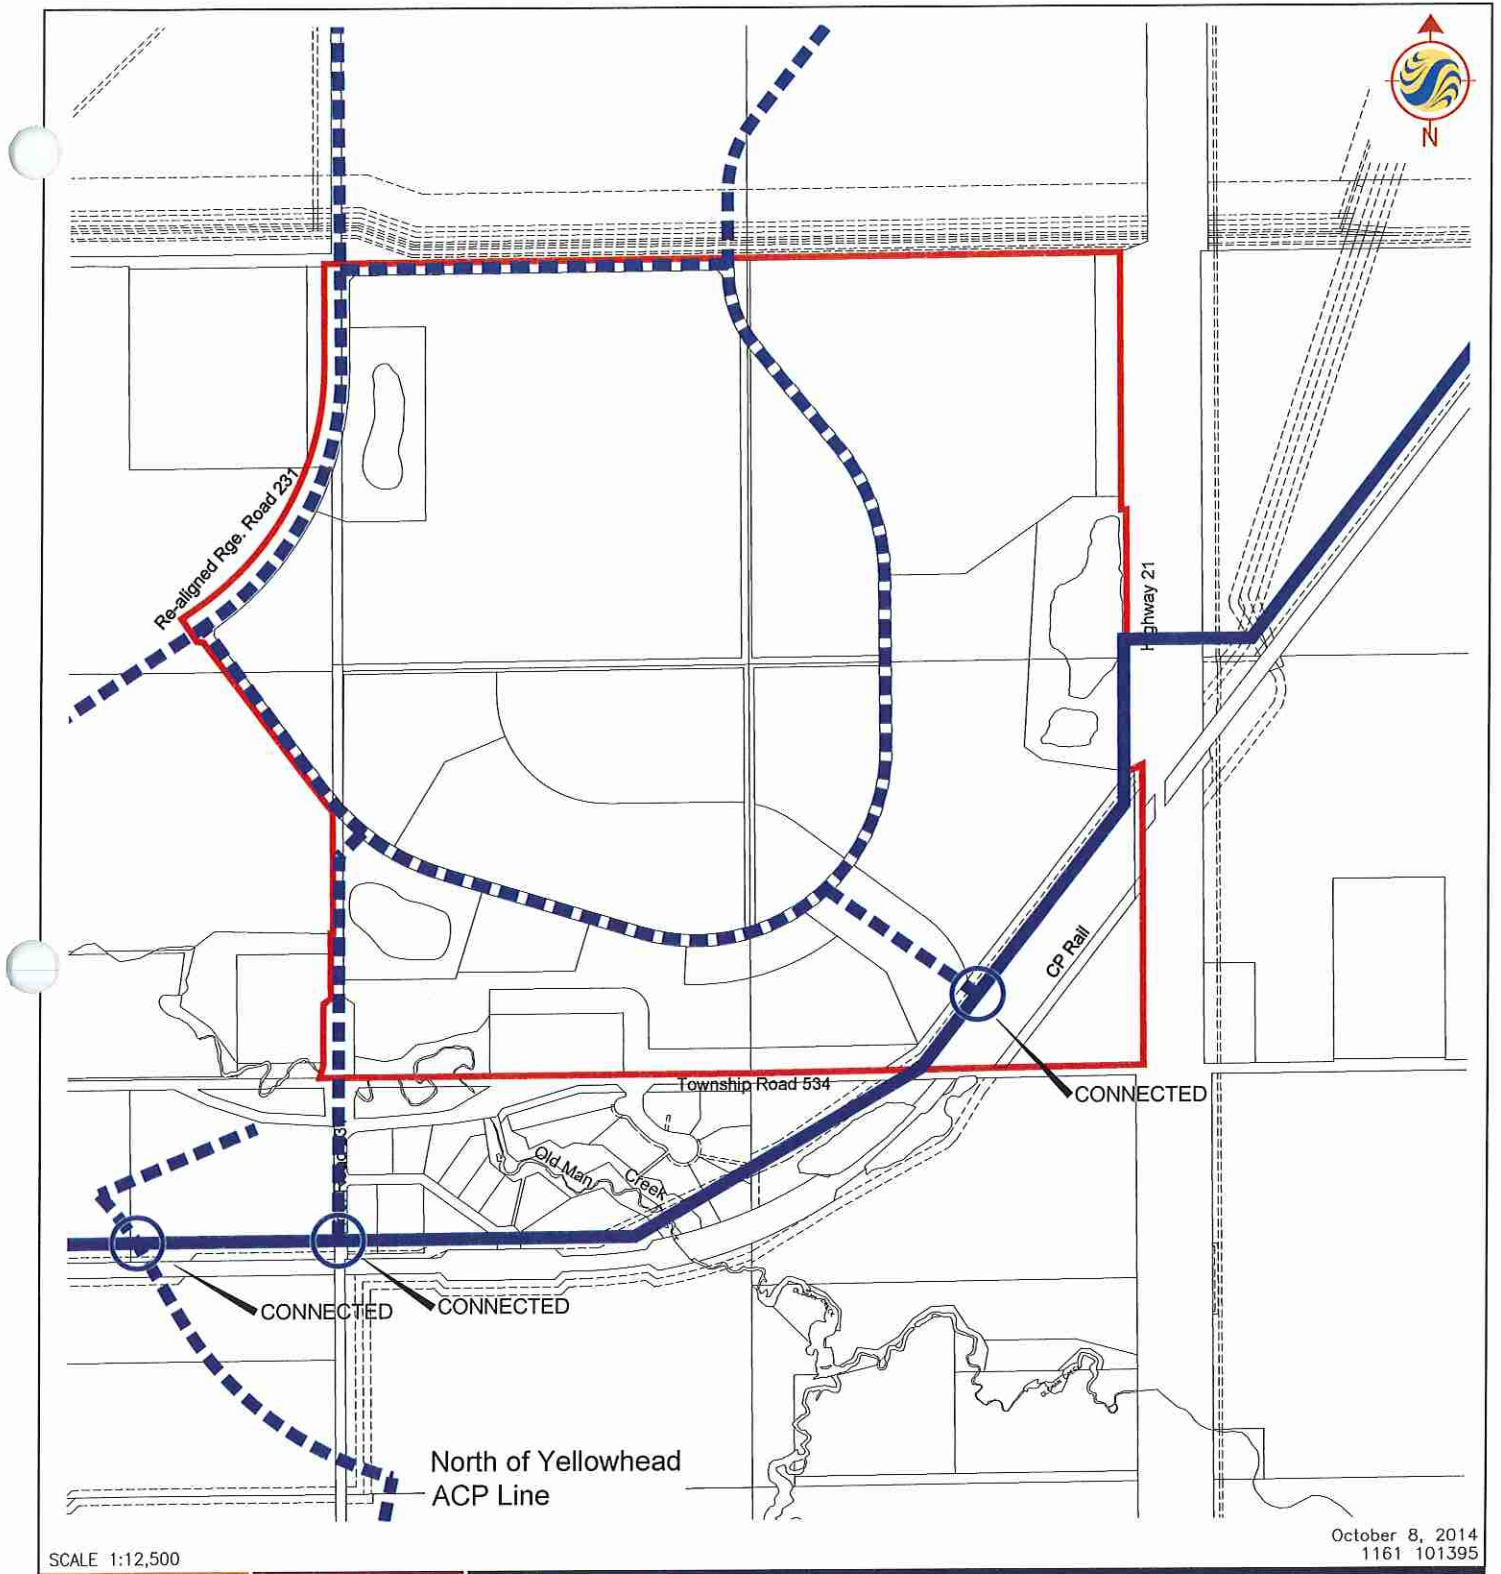 N
Re-aligned Rge. Road 231
Highway 21
CP Rail
Township Road 534
CONNECTED
Old Man Creek
CONNECTED
CONNECTED
North of Yellowhead
ACP Line
SCALE 1:12,500
October 8, 2014
1161 101395